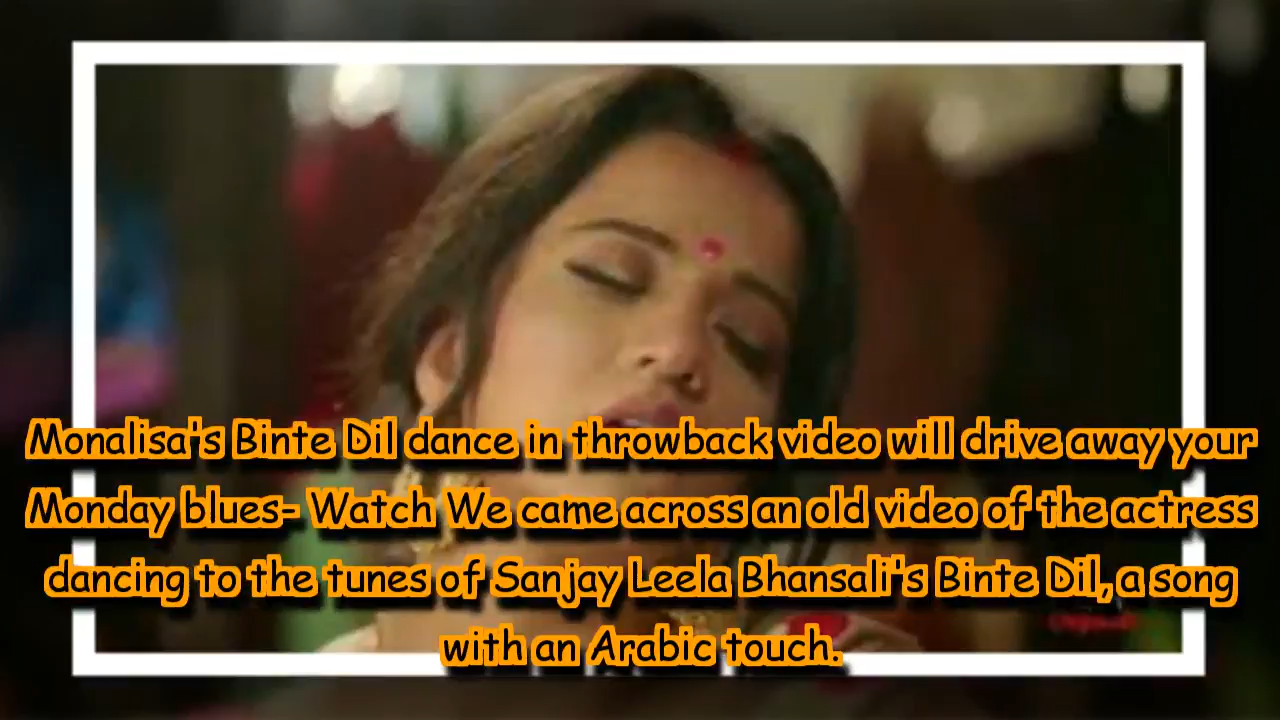 Monalisa's Binte Dil dance in throwback video will drive away your
Monday blues- Watch We came across an old video of the actress
dancing to the tunes of Sanjay Leela Bhansali's Binte Dil, a song
with an Arabic touch.